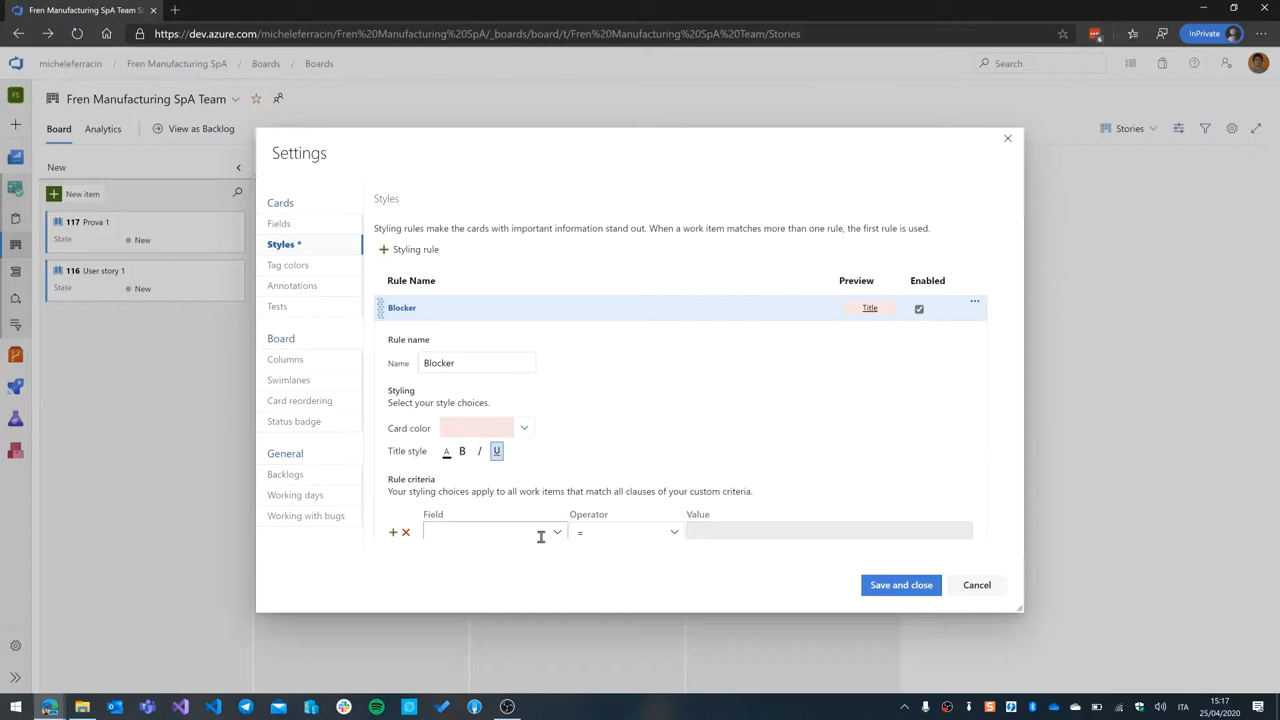 Fren Manufacturing SpA Team St
https://dev.azure.com/micheleferracin/Fren%20Manufacturing%20SpA/_boards/board/t/Fren%20Manufacturing%20SpA%20Team/Stories
InPrivate
micheleferracin / Fren Manufacturing SpA / Boards / Boards
Search
FS
Fren Manufacturing SpA Team
Board
Analytics
View as Backlog
Stories
New
New item
117 Prova 1
State
New
116 User story 1
State
New
Settings
Cards
Fields
Styles *
Tag colors
Annotations
Tests
Board
Columns
Swimlanes
Card reordering
Status badge
General
Backlogs
Working days
Working with bugs
Styles
Styling rules make the cards with important information stand out. When a work item matches more than one rule, the first rule is used.
Styling rule
Rule Name
Preview
Enabled
Blocker
Title
Rule name
Name
Blocker
Styling
Select your style choices.
Card color
Title style
A B I U
Rule criteria
Your styling choices apply to all work items that match all clauses of your custom criteria.
Field
Operator
Value
=
Save and close
Cancel
ITA
15:17
25/04/2020